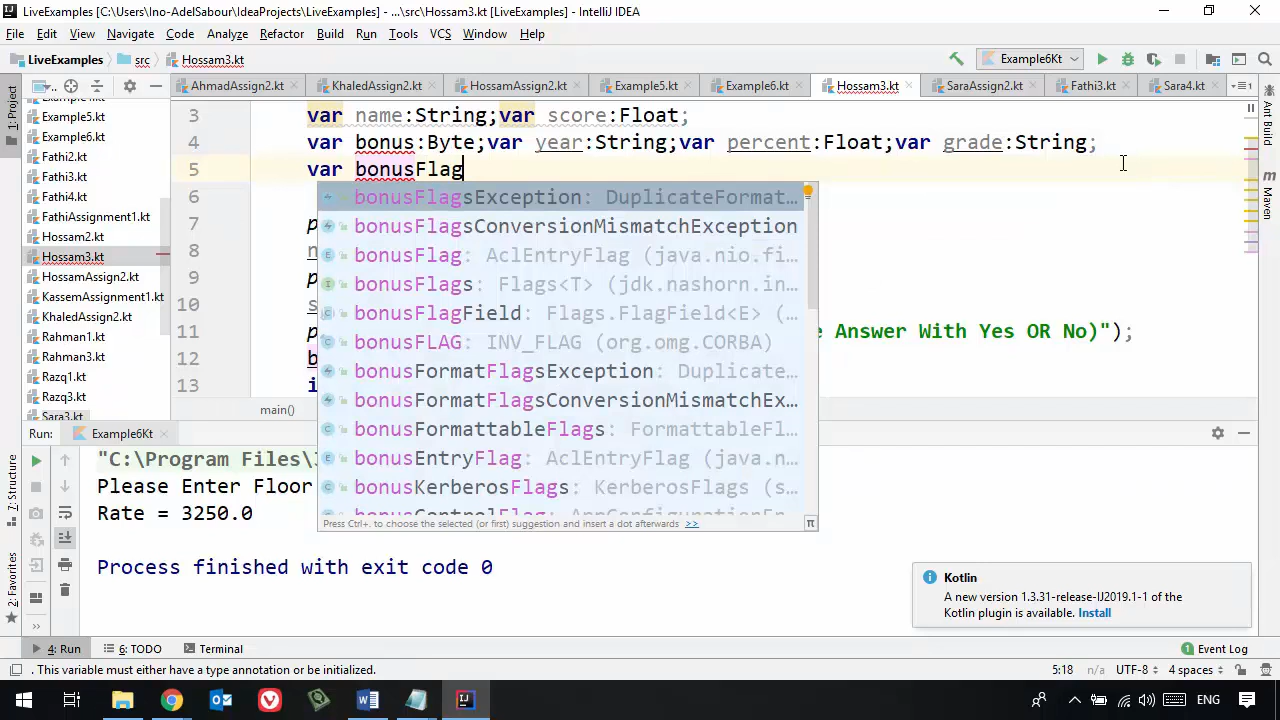 LiveExamples [C:\Users\Ino-AdelSabour\IdeaProjects\LiveExamples] - ...\src\Hossam3.kt [LiveExamples] - IntelliJ IDEA
File Edit View Navigate Code Analyze Refactor Build Run Tools VCS Window Help
LiveExamples src Hossam3.kt Example6Kt
1: Project AhmadAssign2.kt KhaledAssign2.kt HossamAssign2.kt Example5.kt Example6.kt Hossam3.kt SaraAssign2.kt Fathi3.kt Sara4.kt
Example5.kt
Example6.kt
Fathi2.kt
Fathi3.kt
Fathi4.kt
FathiAssignment1.kt
Hossam2.kt
Hossam3.kt
HossamAssign2.kt
KassemAssignment1.kt
KhaledAssign2.kt
Rahman1.kt
Rahman3.kt
Razq1.kt
Razq3.kt
Sara3.kt
3 var name:String;var score:Float;
4 var bonus:Byte;var year:String;var percent:Float;var grade:String;
5 var bonusFlag
6
7 p
8 n
9 p
10 s
11 p e Answer With Yes OR No)");
12 b
13 i
bonusFlagsException: DuplicateFormat...
bonusFlagsConversionMismatchException
bonusFlag: AclEntryFlag (java.nio.fi...
bonusFlags: Flags<T> (jdk.nashorn.in...
bonusFlagField: Flags.FlagField<E> (...
bonusFLAG: INV_FLAG (org.omg.CORBA)
bonusFormatFlagsException: Duplicate...
bonusFormatFlagsConversionMismatchEx...
bonusFormattableFlags: FormattableFl...
bonusEntryFlag: AclEntryFlag (java.n...
bonusKerberosFlags: KerberosFlags (s...
Press Ctrl+. to choose the selected (or first) suggestion and insert a dot afterwards >>
main()
Ant Build
Maven
Run: Example6Kt
"C:\Program Files\
Please Enter Floor
Rate = 3250.0
Process finished with exit code 0
7: Structure
2: Favorites
Kotlin
A new version 1.3.31-release-IJ2019.1-1 of the
Kotlin plugin is available. Install
4: Run 6: TODO Terminal Event Log
. This variable must either have a type annotation or be initialized. 5:18 n/a UTF-8 4 spaces
ENG